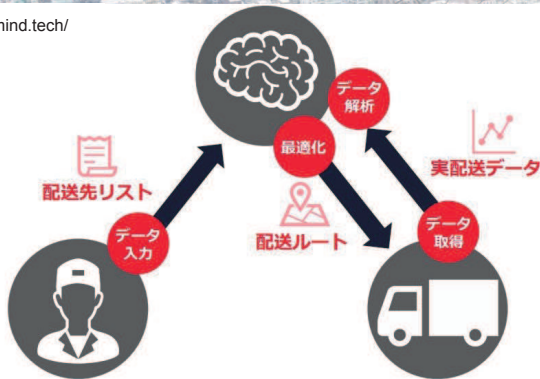 mind.tech/
データ
解析
最適化
実配送データ
配送先リスト
データ
入力
配送ルート
データ
取得